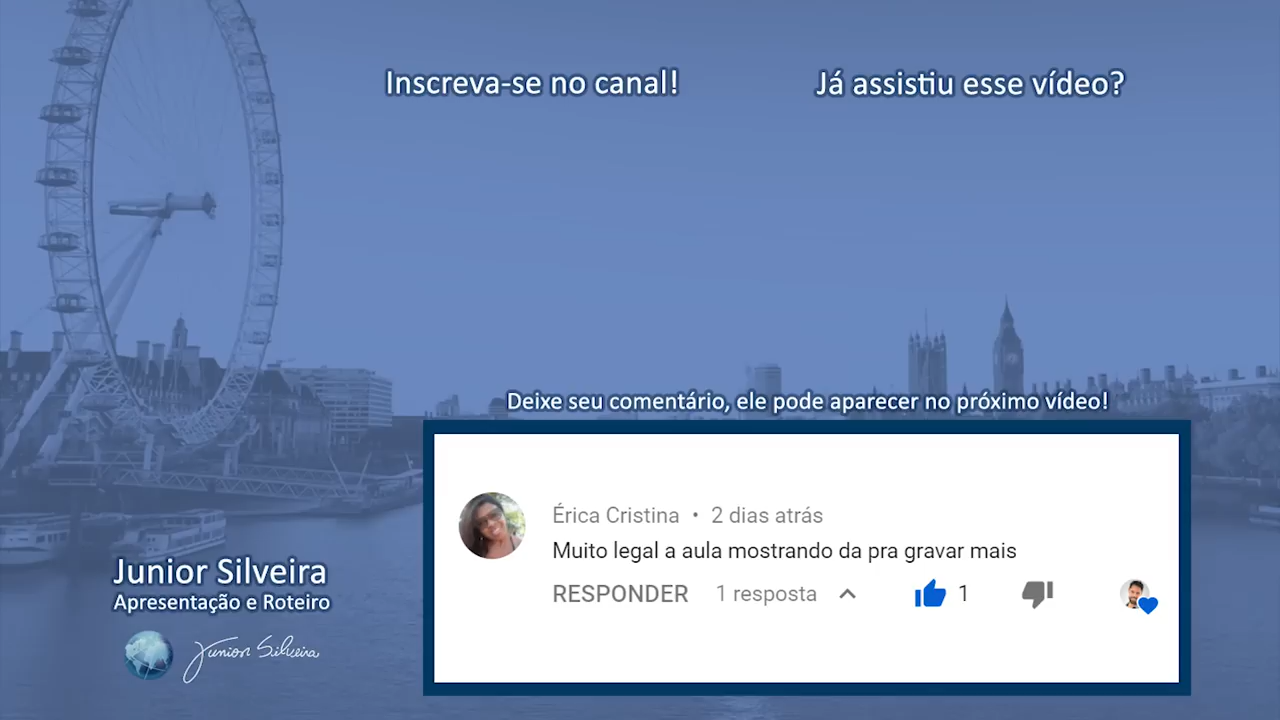 Inscreva-se no canal!
Já assistiu esse vídeo?
Deixe seu comentário, ele pode aparecer no próximo vídeo!
Érica Cristina • 2 dias atrás
Muito legal a aula mostrando da pra gravar mais
RESPONDER 1 resposta 1
Junior Silveira
Apresentação e Roteiro
Junior Silveira